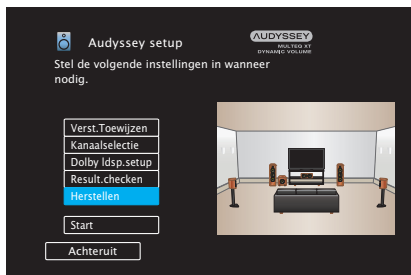 Audyssey setup
AUDYSSEY
MULTEQ XT
DYNAMIC VOLUME
Stel de volgende instellingen in wanneer
nodig.
Verst.Toewijzen
Kanaalselectie
Dolby ldsp.setup
Result.checken
Herstellen
Start
Achteruit